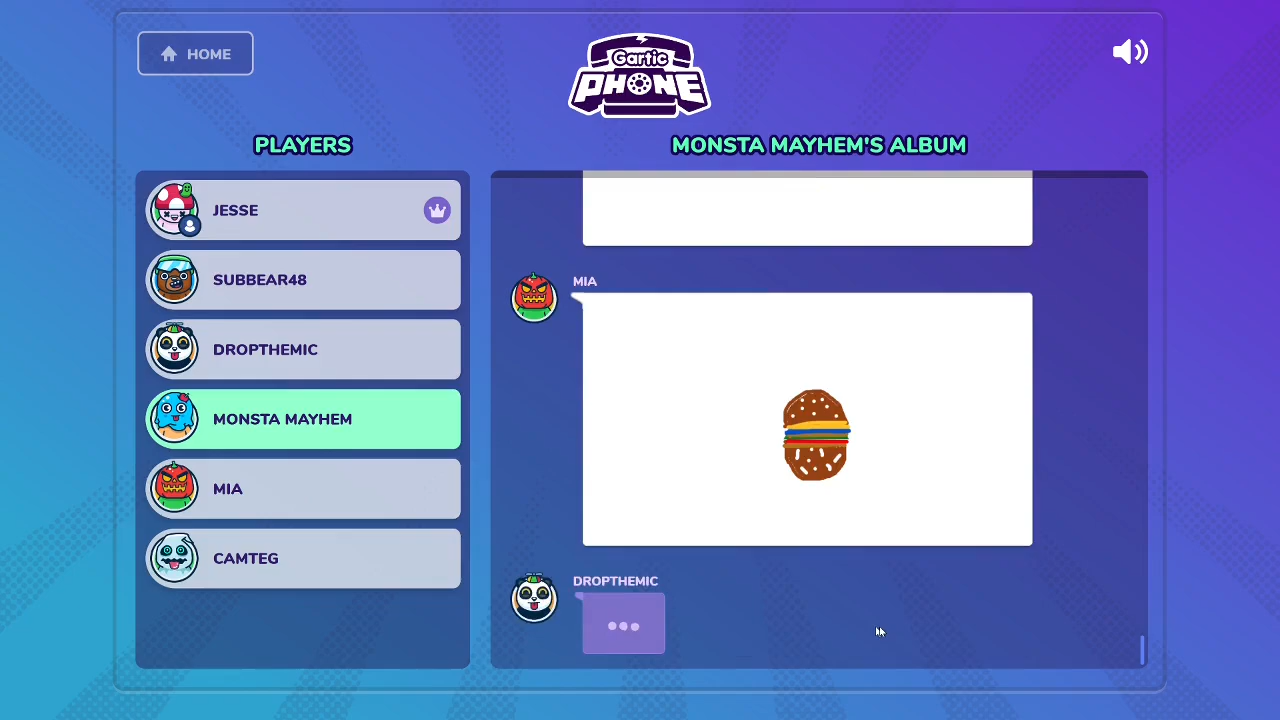 HOME
Gartic
PHONE
PLAYERS
MONSTA MAYHEM'S ALBUM
JESSE
SUBBEAR48
DROPTHEMIC
MONSTA MAYHEM
MIA
CAMTEG
MIA
DROPTHEMIC